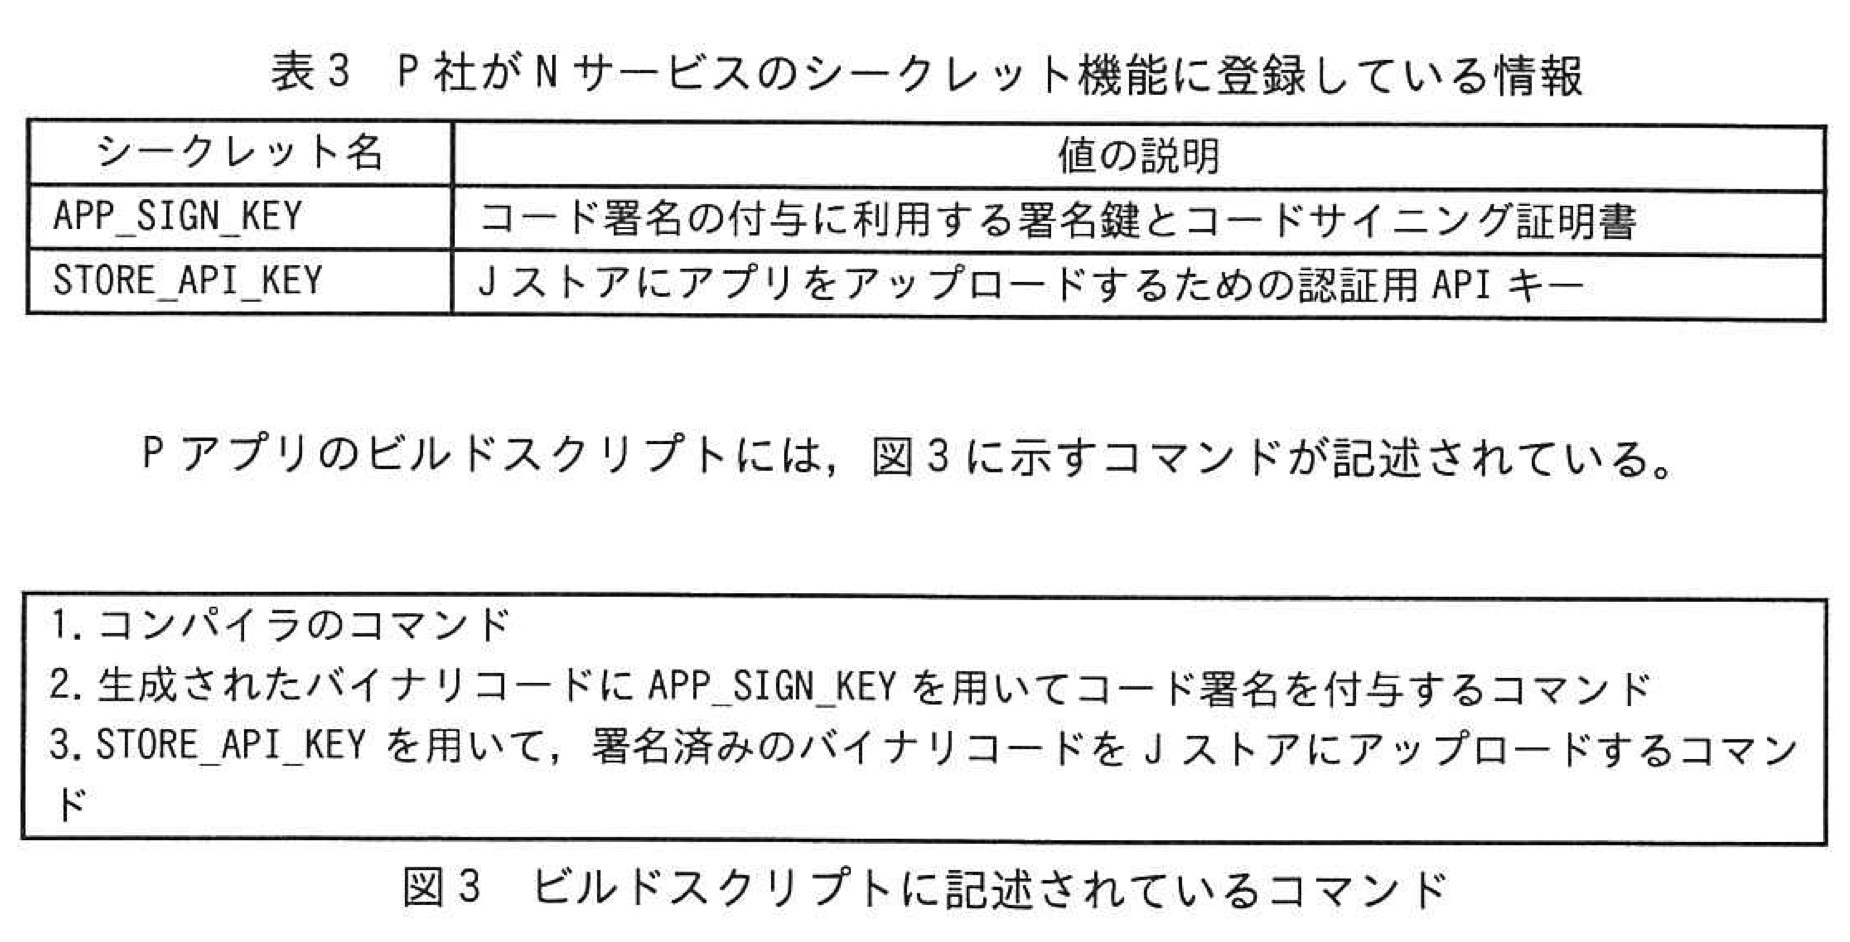 表3　P社がNサービスのシークレット機能に登録している情報
シークレット名　値の説明
APP_SIGN_KEY　コード署名の付与に利用する署名鍵とコードサイニング証明書
STORE_API_KEY　Jストアにアプリをアップロードするための認証用APIキー
Pアプリのビルドスクリプトには，図3に示すコマンドが記述されている。
1. コンパイラのコマンド
2. 生成されたバイナリコードにAPP_SIGN_KEYを用いてコード署名を付与するコマンド
3. STORE_API_KEYを用いて，署名済みのバイナリコードをJストアにアップロードするコマン
ド
図3　ビルドスクリプトに記述されているコマンド